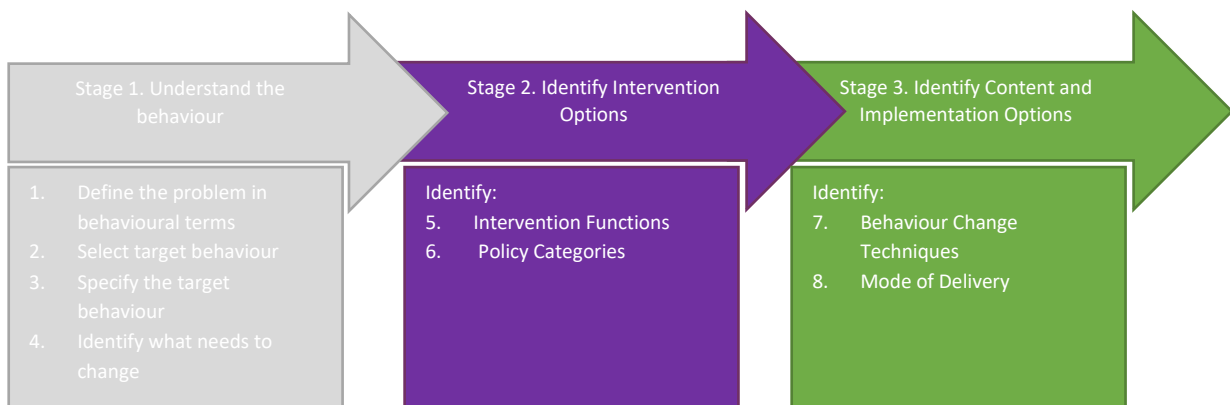 Stage 1. Understand the
behaviour
1. Define the problem in
behavioural terms
2. Select target behaviour
3. Specify the target
behaviour
4. Identify what needs to
change
Stage 2. Identify Intervention
Options
Identify:
5. Intervention Functions
6. Policy Categories
Stage 3. Identify Content and
Implementation Options
Identify:
7. Behaviour Change
Techniques
8. Mode of Delivery